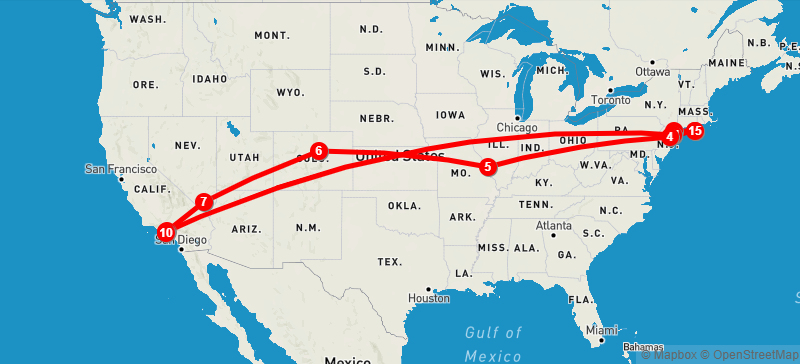 WASH.
MONT.
N.D.
MINN.
N.B.
P.E.
MAINE
N.S.
ORE.
IDAHO
S.D.
WIS.
MICH.
Ottawa
VT.
WYO.
Toronto
N.Y.
MASS.
NEBR.
IOWA
Chicago
15
4
NEV.
UTAH
6
COLO.
United States
ILL.
IND.
OHIO
PA.
N.J.
San Francisco
5
MO.
MD.
W.VA.
CALIF.
7
KY.
VA.
OKLA.
TENN.
N.C.
10
San Diego
ARIZ.
N.M.
ARK.
Atlanta
S.C.
MISS.
ALA.
GA.
TEX.
LA.
Houston
FLA.
Gulf of
Mexico
Miami
Bahamas
México
© Mapbox © OpenStreetMap